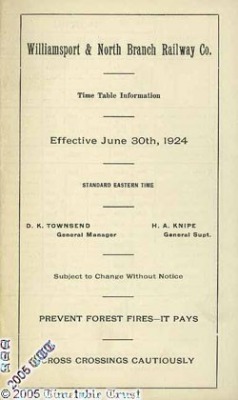 Williamsport & North Branch Railway Co.
Time Table Information
Effective June 30th, 1924
STANDARD EASTERN TIME
D. K. TOWNSEND
General Manager
H. A. KNIPE
General Supt.
Subject to Change Without Notice
PREVENT FOREST FIRES—IT PAYS
CROSS CROSSINGS CAUTIOUSLY
© 2005
© 2005 Timetable Trust